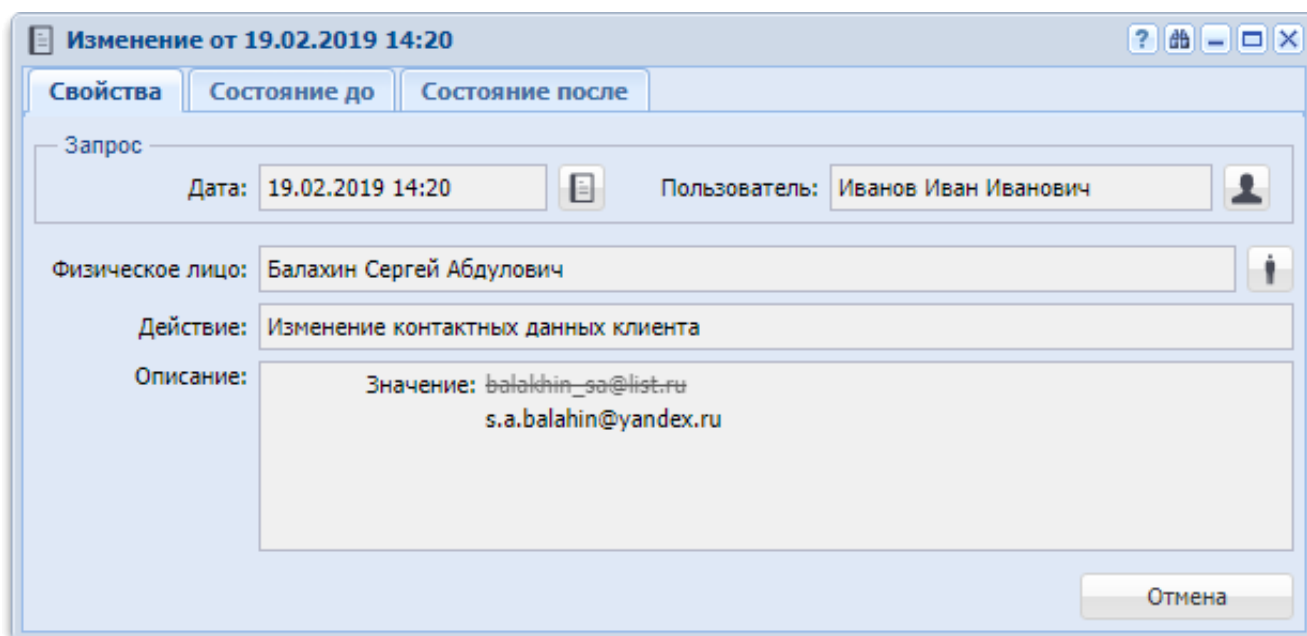 Изменение от 19.02.2019 14:20
?
Свойства Состояние до Состояние после
Запрос
Дата: 19.02.2019 14:20 Пользователь: Иванов Иван Иванович
Физическое лицо: Балахин Сергей Абдулович
Действие: Изменение контактных данных клиента
Описание: Значение: balakhin_sa@list.ru
s.a.balahin@yandex.ru
Отмена